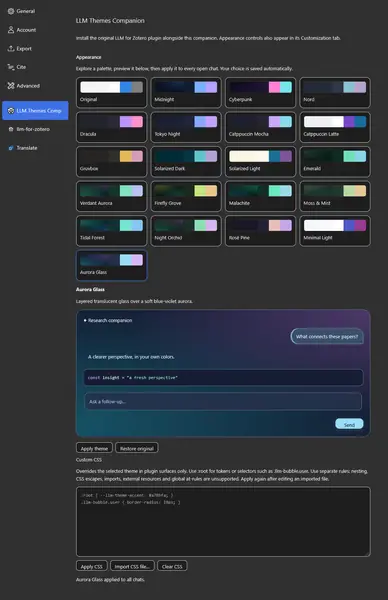 General
Account
Export
Cite
Advanced
LLM Themes Comp
llm-for-zotero
Translate
LLM Themes Companion
Install the original LLM for Zotero plugin alongside this companion. Appearance controls also appear in its Customization tab.
Appearance
Explore a palette, preview it below, then apply it to every open chat. Your choice is saved automatically.
Original
Midnight
Cyberpunk
Nord
Dracula
Tokyo Night
Catppuccin Mocha
Catppuccin Latte
Gruvbox
Solarized Dark
Solarized Light
Emerald
Verdant Aurora
Firefly Grove
Malachite
Moss & Mist
Tidal Forest
Night Orchid
Rosé Pine
Minimal Light
Aurora Glass
Aurora Glass
Layered translucent glass over a soft blue-violet aurora.
✦ Research companion
What connects these papers?
A clearer perspective, in your own colors.
const insight = "a fresh perspective"
Ask a follow-up...
Send
Apply theme
Restore original
Custom CSS
Overrides the selected theme in plugin surfaces only. Use :root for tokens or selectors such as .llm-bubble.user. Use separate rules; nesting,
CSS escapes, imports, external resources and global at-rules are unsupported. Apply again after editing an imported file.
.llm-bubble.user { border-radius:
Apply CSS
Import CSS file...
Clear CSS
Aurora Glass applied to all chats.